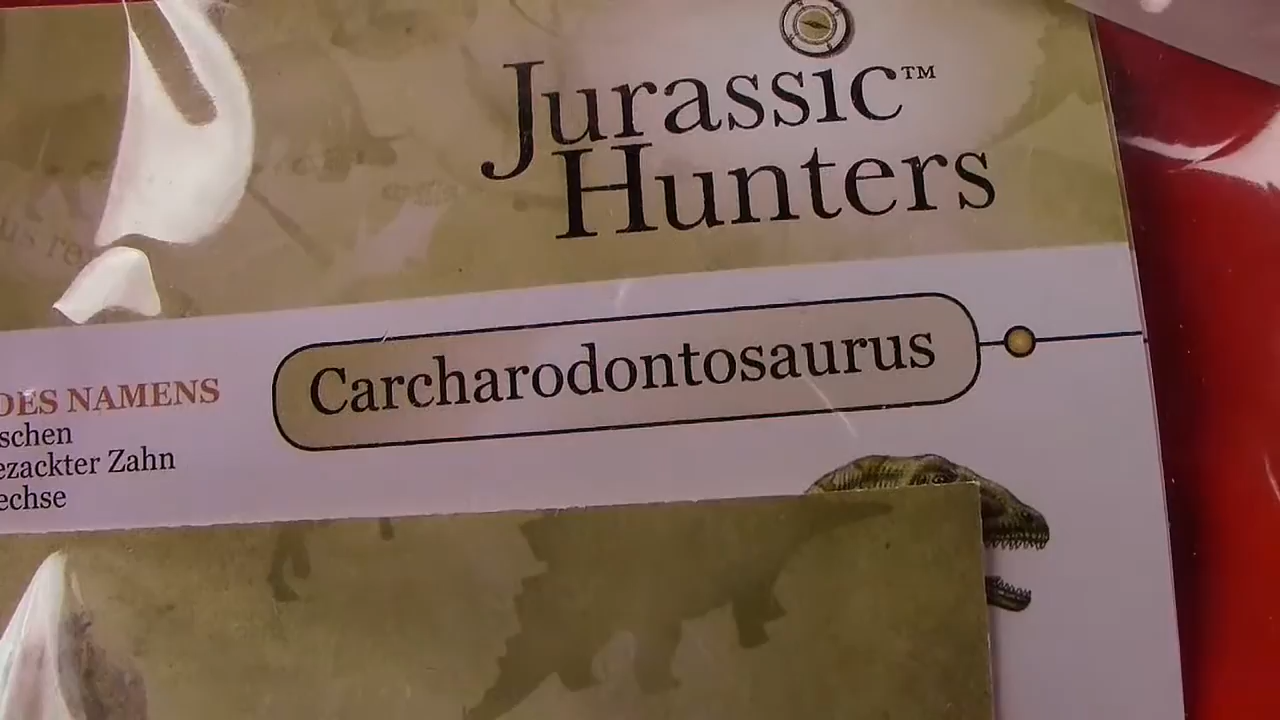 Jurassic™
Hunters
Carcharodontosaurus
DES NAMENS
schen
ezackter Zahn
echse